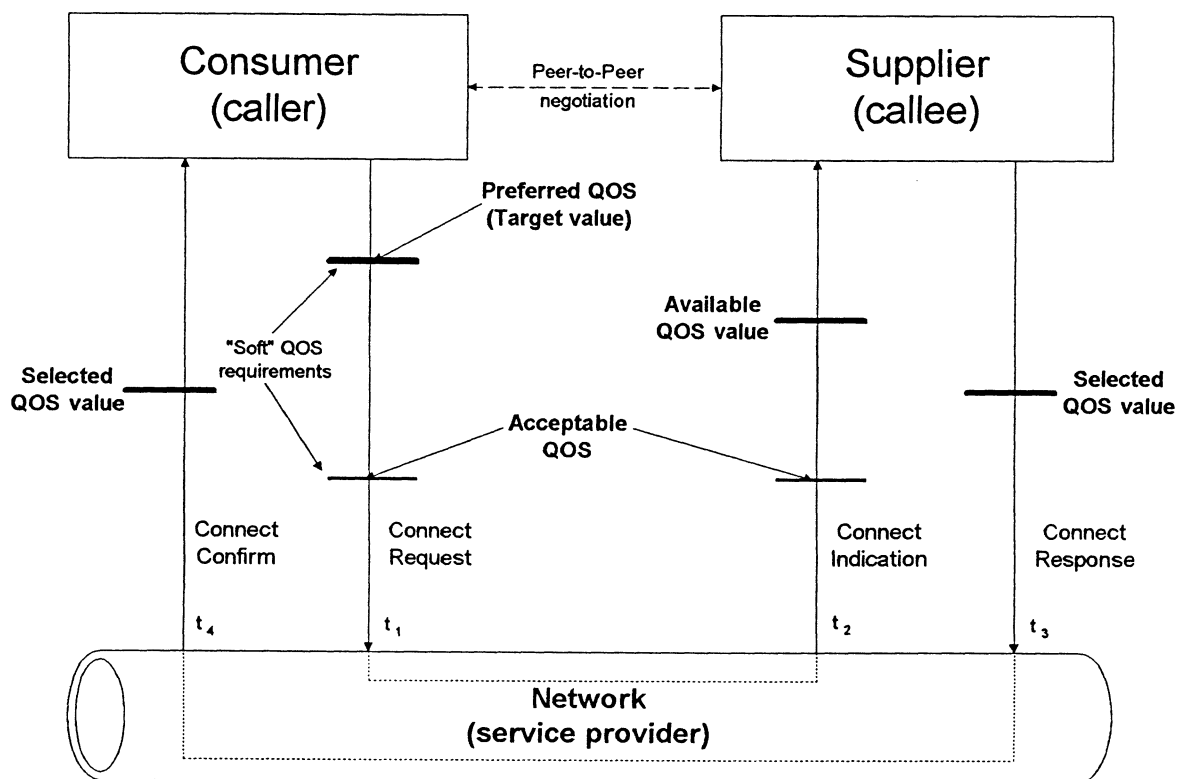 Consumer
(caller)
Peer-to-Peer
negotiation
Supplier
(callee)
Preferred QOS
(Target value)
Available
QOS value
"Soft" QOS
requirements
Selected
QOS value
Selected
QOS value
Acceptable
QOS
Connect
Confirm
Connect
Request
Connect
Indication
Connect
Response
t4
t1
t2
t3
Network
(service provider)